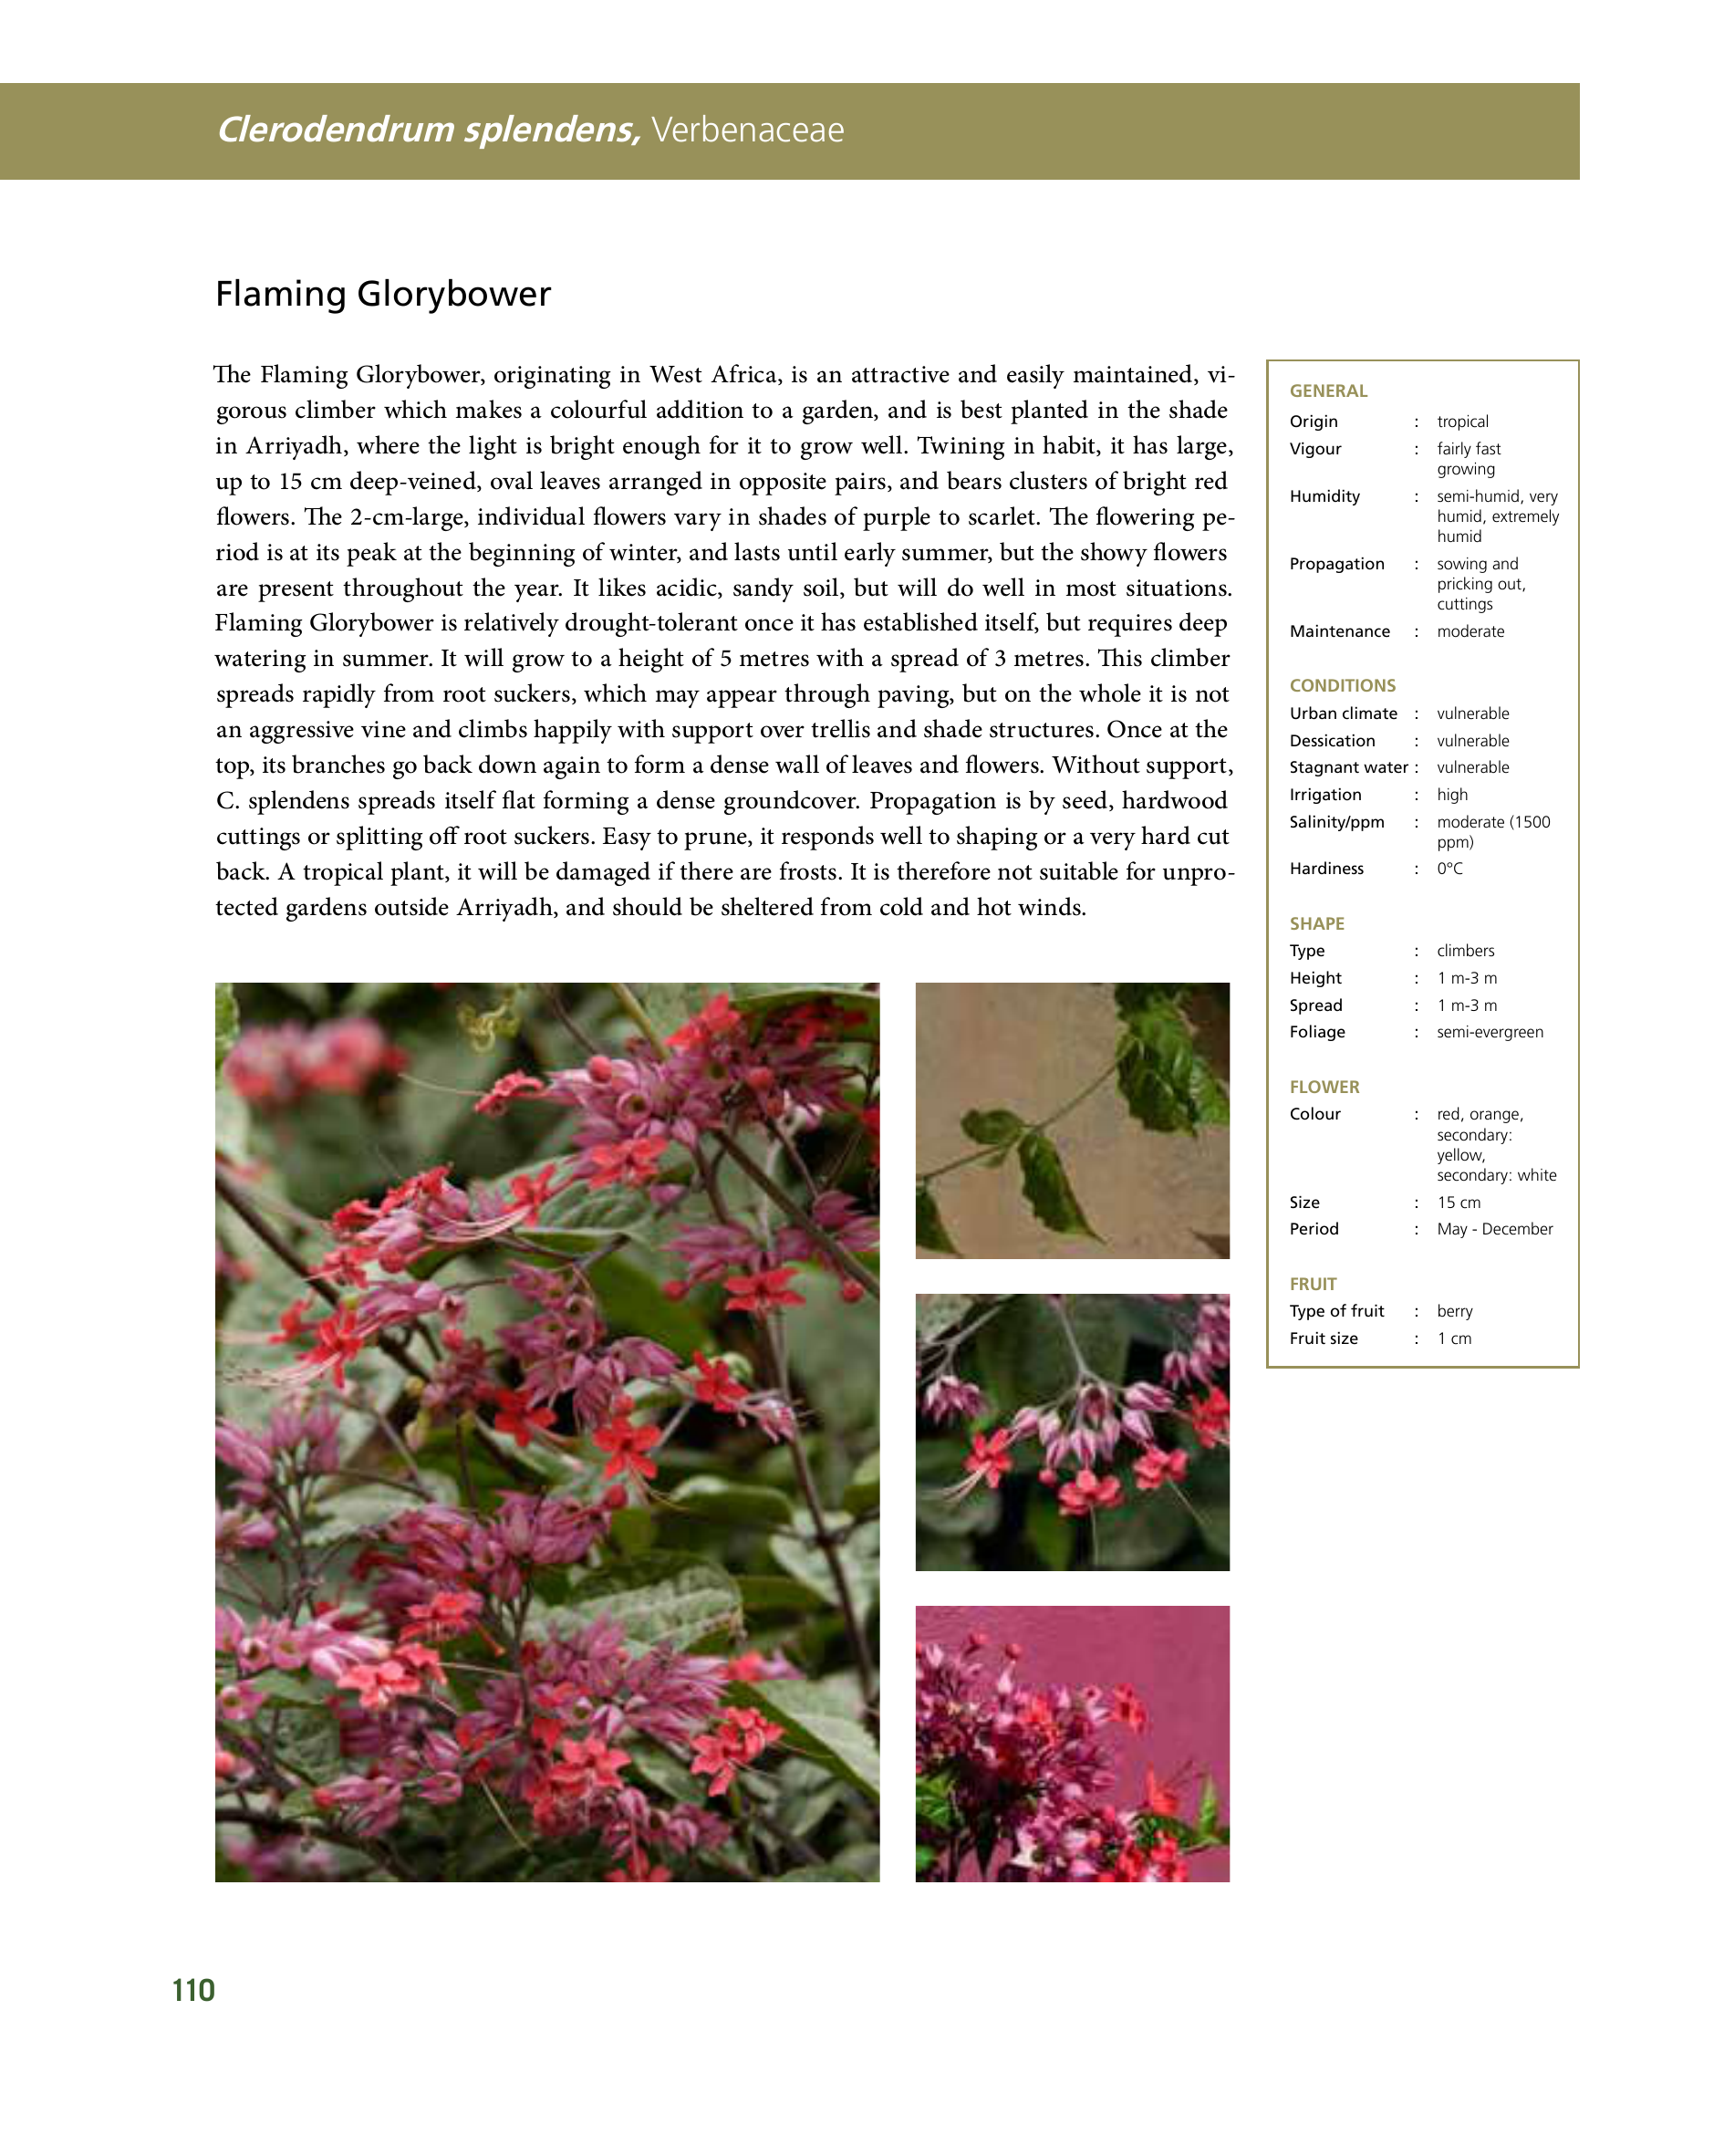 Clerodendrum splendens, Verbenaceae
Flaming Glorybower
The Flaming Glorybower, originating in West Africa, is an attractive and easily maintained, vi-
gorous climber which makes a colourful addition to a garden, and is best planted in the shade
in Arriyadh, where the light is bright enough for it to grow well. Twining in habit, it has large,
up to 15 cm deep-veined, oval leaves arranged in opposite pairs, and bears clusters of bright red
flowers. The 2-cm-large, individual flowers vary in shades of purple to scarlet. The flowering pe-
riod is at its peak at the beginning of winter, and lasts until early summer, but the showy flowers
are present throughout the year. It likes acidic, sandy soil, but will do well in most situations.
Flaming Glorybower is relatively drought-tolerant once it has established itself, but requires deep
watering in summer. It will grow to a height of 5 metres with a spread of 3 metres. This climber
spreads rapidly from root suckers, which may appear through paving, but on the whole it is not
an aggressive vine and climbs happily with support over trellis and shade structures. Once at the
top, its branches go back down again to form a dense wall of leaves and flowers. Without support,
C. splendens spreads itself flat forming a dense groundcover. Propagation is by seed, hardwood
cuttings or splitting off root suckers. Easy to prune, it responds well to shaping or a very hard cut
back. A tropical plant, it will be damaged if there are frosts. It is therefore not suitable for unpro-
tected gardens outside Arriyadh, and should be sheltered from cold and hot winds.
GENERAL
Origin : tropical
Vigour : fairly fast
growing
Humidity : semi-humid, very
humid, extremely
humid
Propagation : sowing and
pricking out,
cuttings
Maintenance : moderate
CONDITIONS
Urban climate : vulnerable
Dessication : vulnerable
Stagnant water : vulnerable
Irrigation : high
Salinity/ppm : moderate (1500
ppm)
Hardiness : 0°C
SHAPE
Type : climbers
Height : 1 m-3 m
Spread : 1 m-3 m
Foliage : semi-evergreen
FLOWER
Colour : red, orange,
secondary:
yellow,
secondary: white
Size : 15 cm
Period : May - December
FRUIT
Type of fruit : berry
Fruit size : 1 cm
110